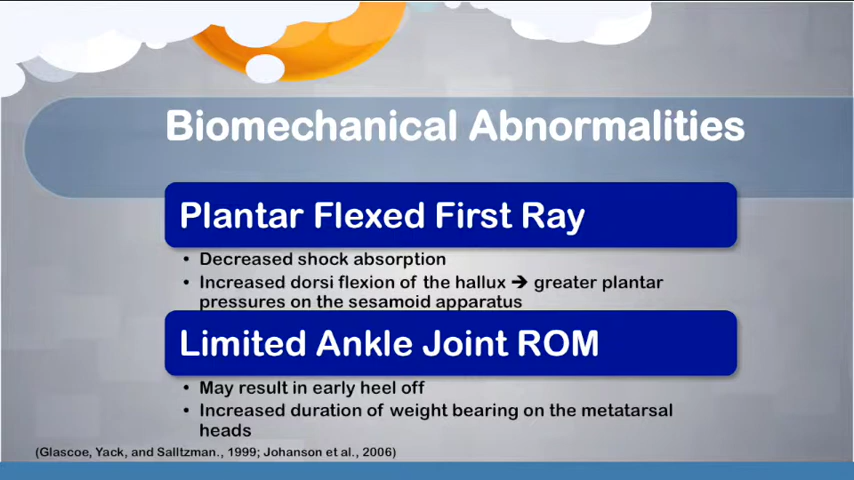 Biomechanical Abnormalities
Plantar Flexed First Ray
• Decreased shock absorption
• Increased dorsi flexion of the hallux → greater plantar
pressures on the sesamoid apparatus
Limited Ankle Joint ROM
• May result in early heel off
• Increased duration of weight bearing on the metatarsal
heads
(Glascoe, Yack, and Salltzman., 1999; Johanson et al., 2006)